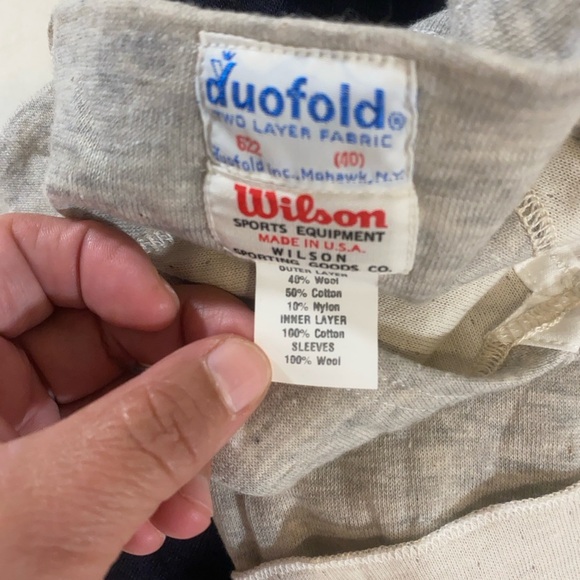 duofold®
TWO LAYER FABRIC
622 (40)
Duofold Inc., Mohawk, N.Y.
Wilson
SPORTS EQUIPMENT
MADE IN U.S.A.
WILSON
SPORTING GOODS CO.
OUTER LAYER
40% Wool
50% Cotton
10% Nylon
INNER LAYER
100% Cotton
SLEEVES
100% Wool